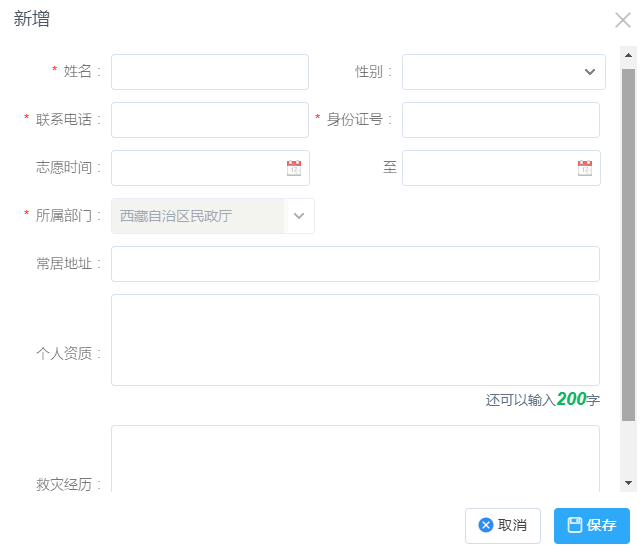 新增
* 姓名： 性别：
* 联系电话： * 身份证号：
志愿时间： 至
* 所属部门： 西藏自治区民政厅
常居地址：
个人资质：
还可以输入200字
救灾经历：
取消 保存